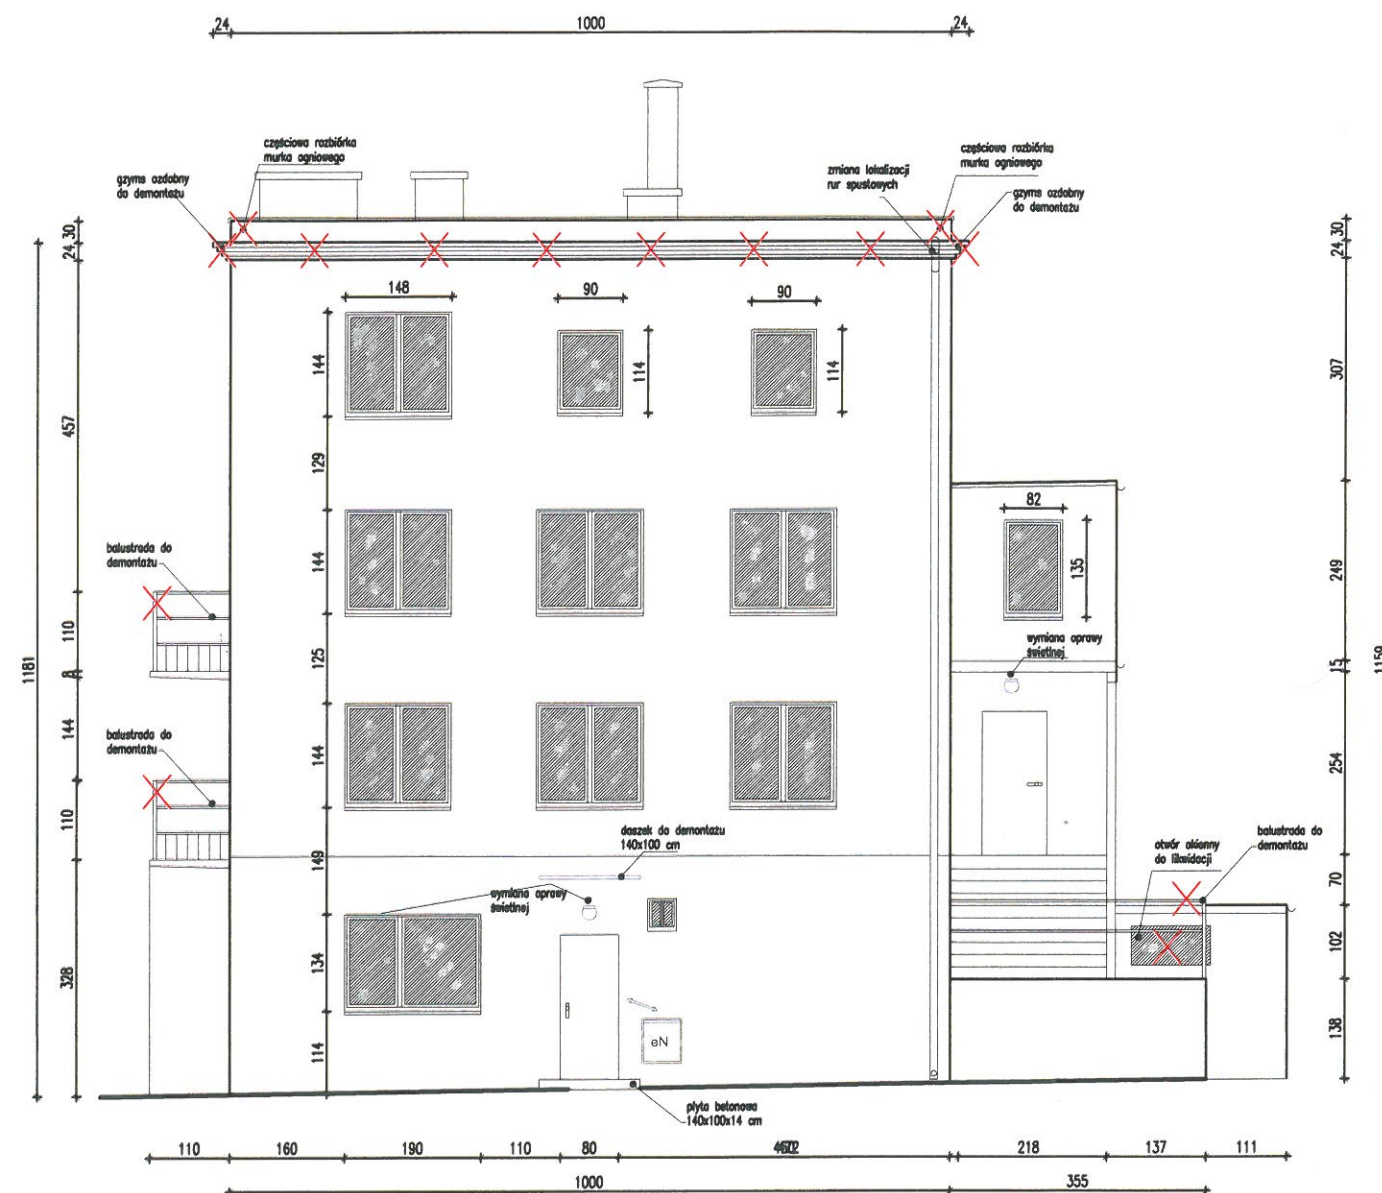 24
1000
24
częściowa rozbiórka
murka ogniowego
gzyms ozdobny
do demontażu
zmiana lokalizacji
rur spustowych
częściowa rozbiórka
murka ogniowego
gzyms ozdobny
do demontażu
24
30
24
30
148
90
90
144
114
114
307
457
129
82
144
135
249
balustrada do
demontażu
110
1181
8
125
wymiana oprawy
świetlnej
15
1159
144
balustrada do
demontażu
144
254
110
daszek do demontażu
140x100 cm
balustrada do
demontażu
otwór okienny
do likwidacji
149
70
wymiana oprawy
świetlnej
328
134
102
114
eN
138
płyta betonowa
140x100x14 cm
110
160
190
110
80
218
137
111
1000
355